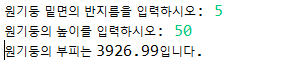 원기둥 밑면의 반지름을 입력하시오: 5
원기둥의 높이를 입력하시오: 50
원기둥의 부피는 3926.99입니다.